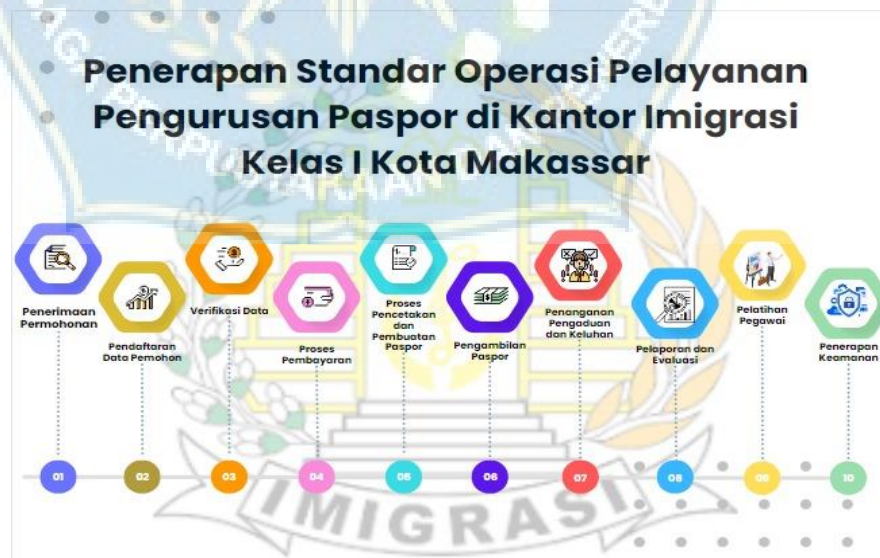 Penerapan Standar Operasi Pelayanan
Pengurusan Paspor di Kantor Imigrasi
Kelas I Kota Makassar
Penerimaan
Permohonan
Pendaftaran
Data Pemohon
Verifikasi Data
Proses
Pembayaran
Proses
Pencetakan
dan
Pembuatan
Paspor
Pengambilan
Paspor
Penanganan
Pengaduan
dan Keluhan
Pelaporan dan
Evaluasi
Pelatihan
Pegawai
Penerapan
Keamanan
01
02
03
04
05
06
07
08
09
10
IMIGRASI